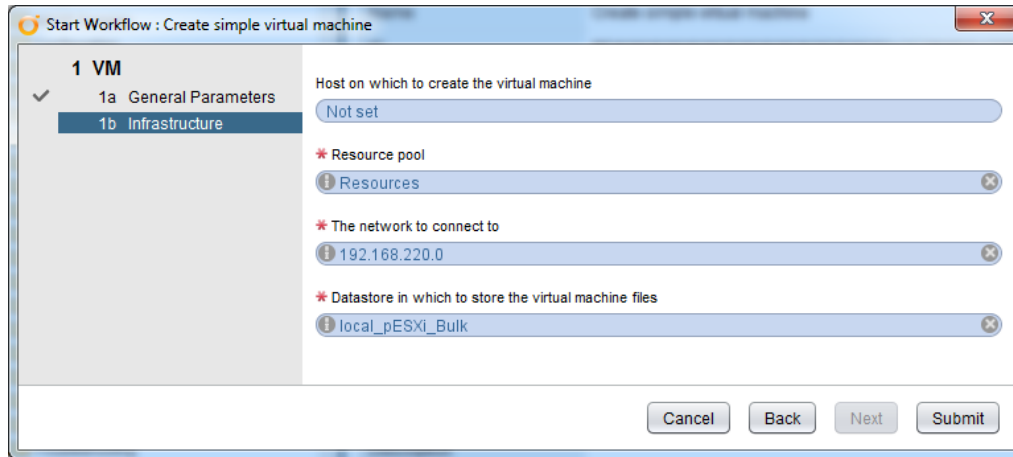 Start Workflow : Create simple virtual machine
1 VM
1a General Parameters
1b Infrastructure
Host on which to create the virtual machine
Not set
* Resource pool
Resources
* The network to connect to
192.168.220.0
* Datastore in which to store the virtual machine files
local_pESXi_Bulk
Cancel Back Next Submit